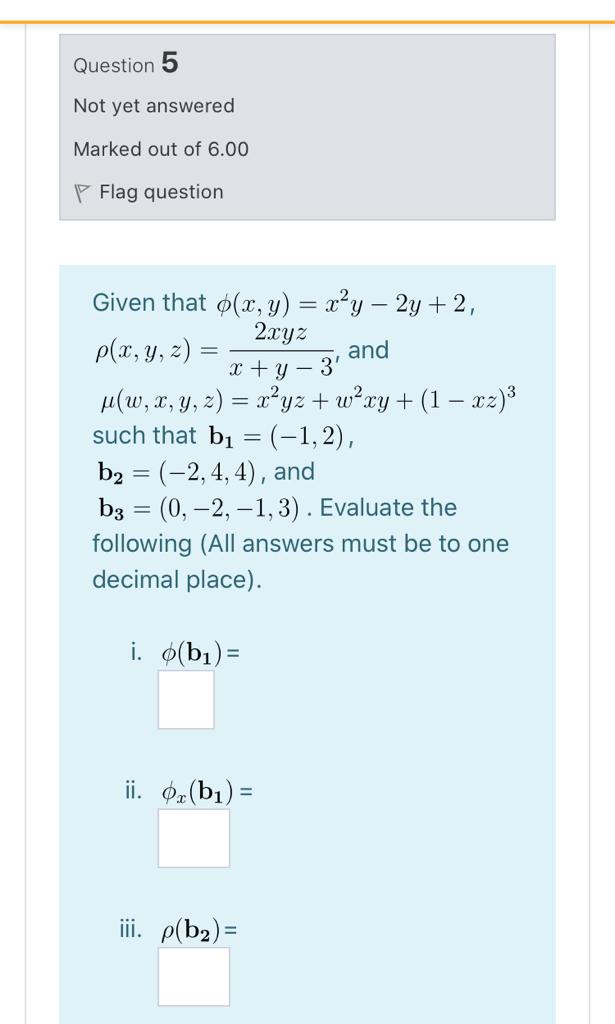 Question 5
Not yet answered
Marked out of 6.00
Flag question
Given that ϕ(x, y) = x²y − 2y + 2,
ρ(x, y, z) = 2xyz / (x + y − 3), and
μ(w, x, y, z) = x²yz + w²xy + (1 − xz)³
such that b₁ = (−1, 2),
b₂ = (−2, 4, 4), and
b₃ = (0, −2, −1, 3). Evaluate the
following (All answers must be to one
decimal place).
i. ϕ(b₁)=
ii. ϕₓ(b₁) =
iii. ρ(b₂)=